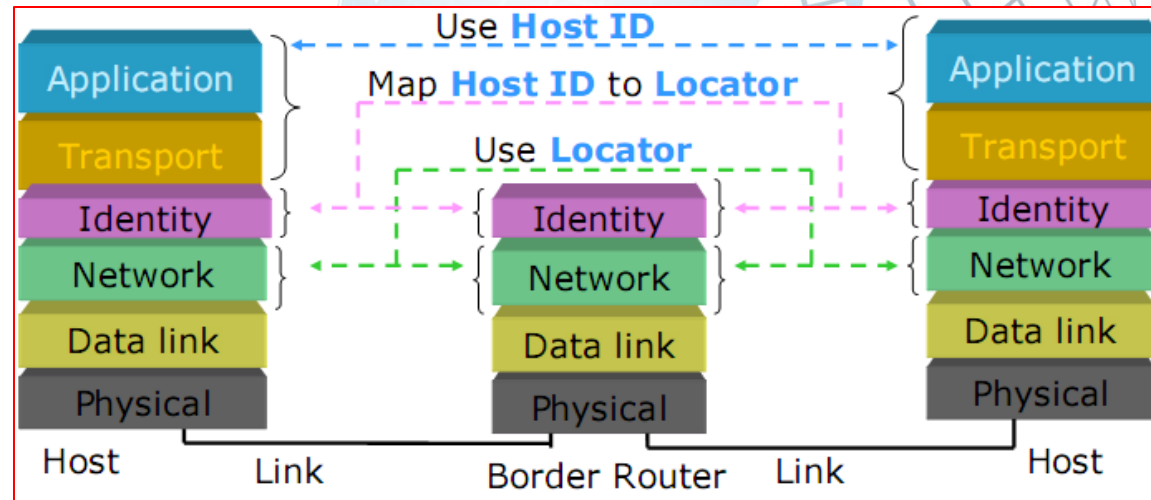 Use Host ID
Application
Application
Map Host ID to Locator
Transport
Use Locator
Transport
Identity
Identity
Identity
Network
Network
Network
Data link
Data link
Data link
Physical
Physical
Physical
Host
Link
Border Router
Link
Host